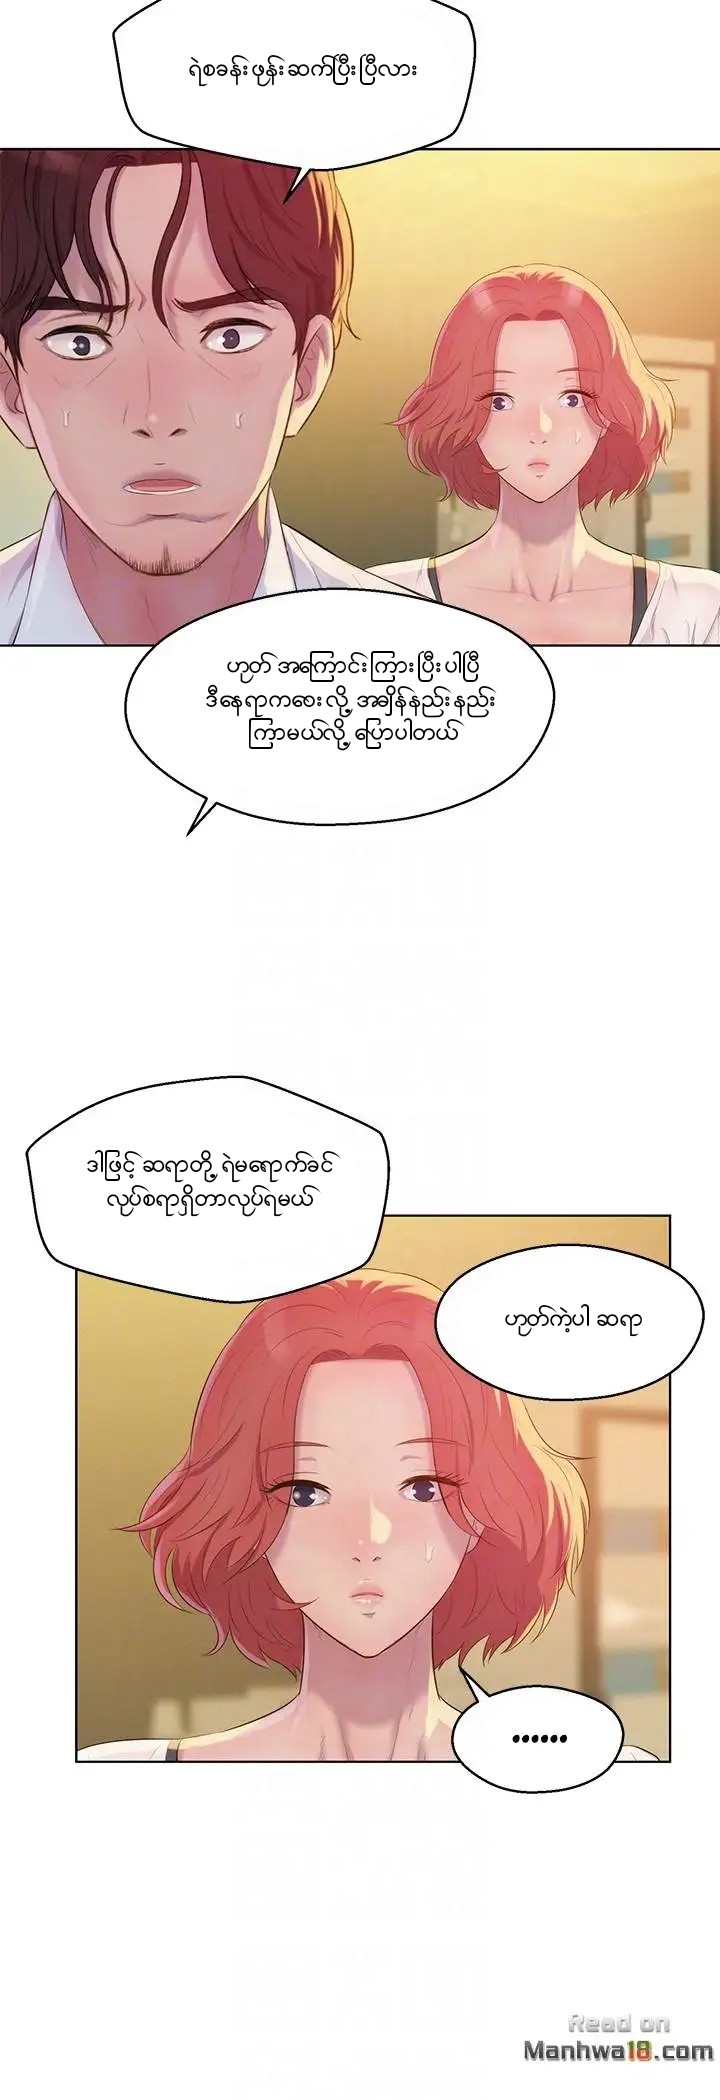 ရဲစခန်း ဖုန်း ဆက်ပြီး ပြီလား
ဟုတ် အကြောင်း ကြား ပြီး ပါပြီ
ဒီနေရာကဝေး လို့ အချိန်နည်း နည်း
ကြာမယ်လို့ ပြောပါတယ်
ဒါဖြင့် ဆရာတို့ ရဲမရောက်ခင်
လုပ်စရာရှိတာလုပ်ရမယ်
ဟုတ်ကဲ့ပါ ဆရာ
......
Read on
Manhwa18.com